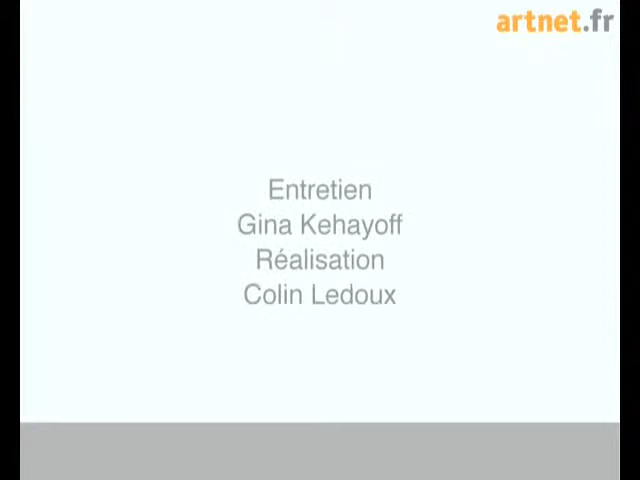 artnet.fr
Entretien
Gina Kehayoff
Réalisation
Colin Ledoux